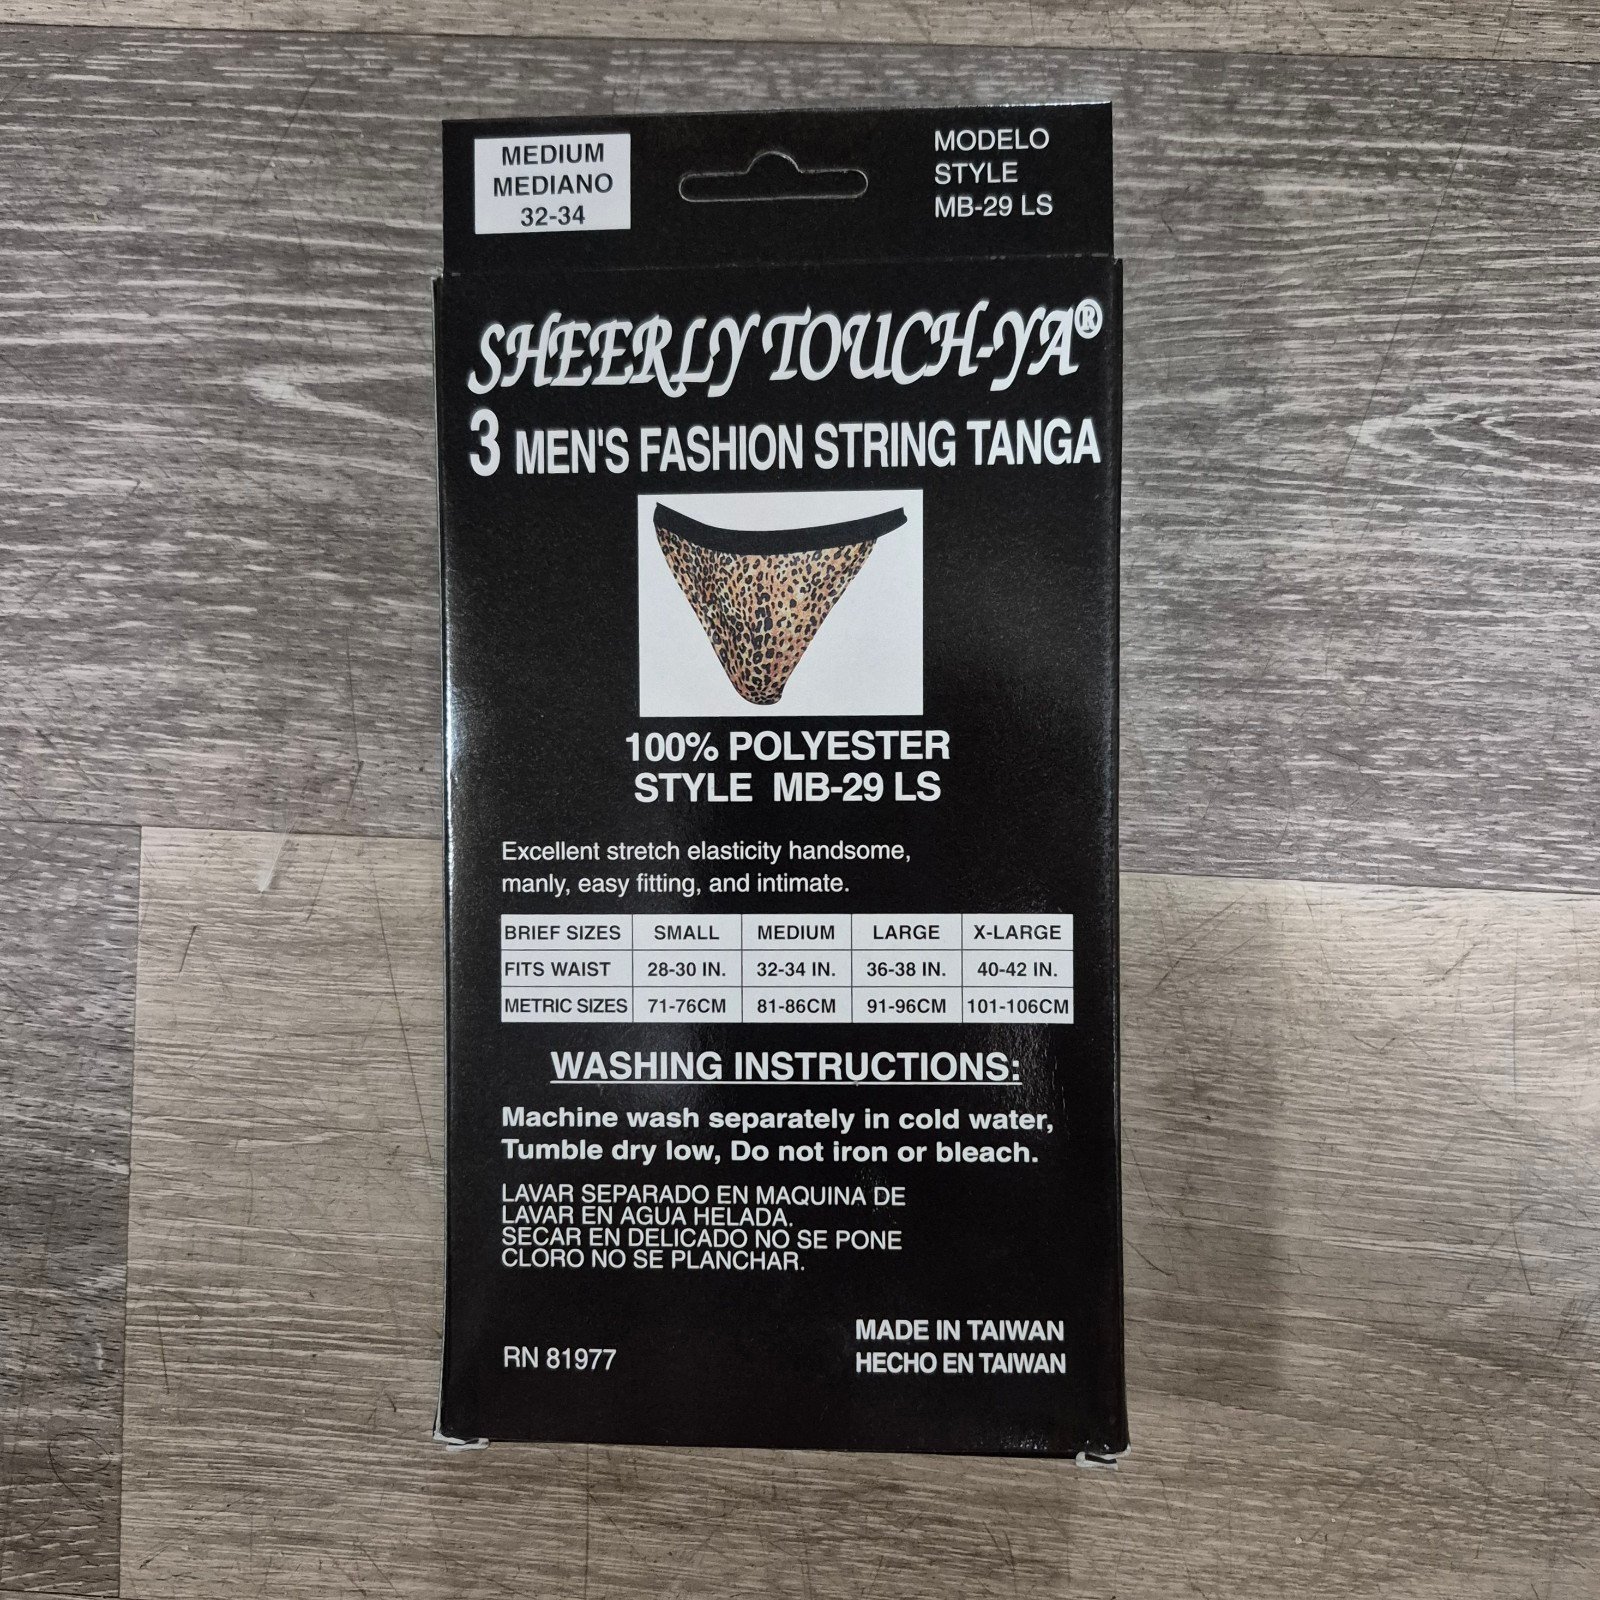 MEDIUM
MEDIANO
32-34
MODELO
STYLE
MB-29 LS
SHEERLY TOUCH-YA®
3 MEN'S FASHION STRING TANGA
100% POLYESTER
STYLE MB-29 LS
Excellent stretch elasticity handsome,
manly, easy fitting, and intimate.
BRIEF SIZES SMALL MEDIUM LARGE X-LARGE
FITS WAIST 28-30 IN. 32-34 IN. 36-38 IN. 40-42 IN.
METRIC SIZES 71-76CM 81-86CM 91-96CM 101-106CM
WASHING INSTRUCTIONS:
Machine wash separately in cold water,
Tumble dry low, Do not iron or bleach.
LAVAR SEPARADO EN MAQUINA DE
LAVAR EN AGUA HELADA.
SECAR EN DELICADO NO SE PONE
CLORO NO SE PLANCHAR.
RN 81977
MADE IN TAIWAN
HECHO EN TAIWAN